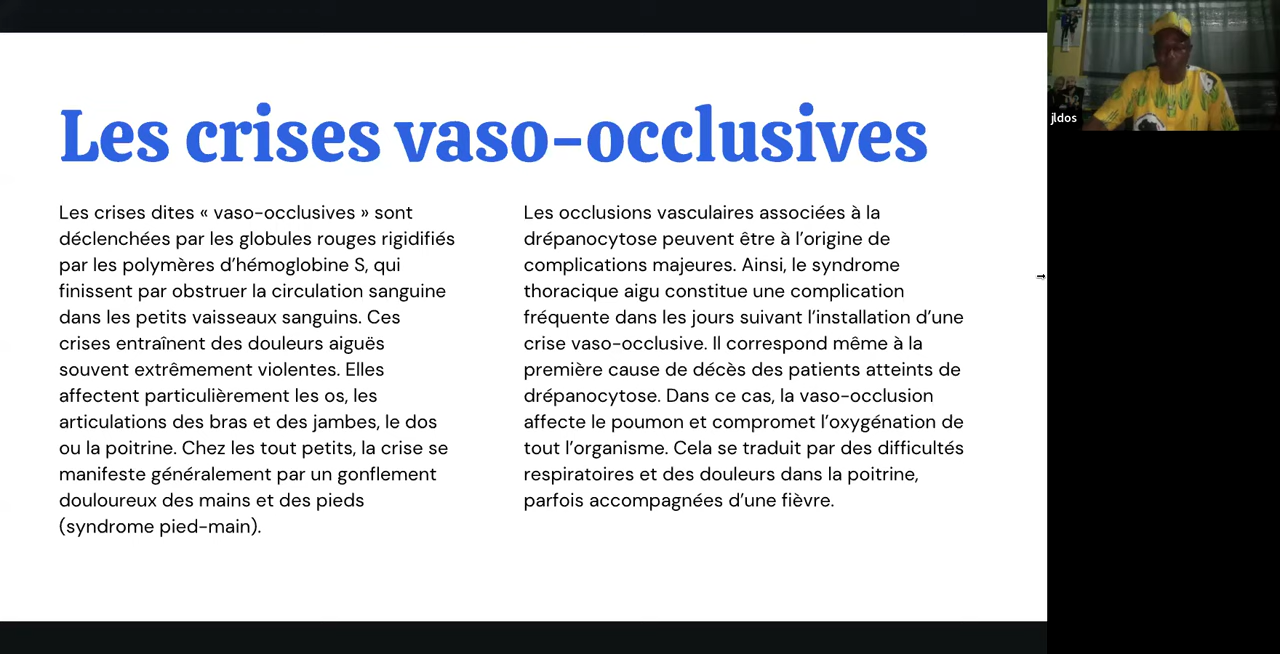 Les crises vaso-occlusives
Les crises dites « vaso-occlusives » sont
déclenchées par les globules rouges rigidifiés
par les polymères d’hémoglobine S, qui
finissent par obstruer la circulation sanguine
dans les petits vaisseaux sanguins. Ces
crises entraînent des douleurs aiguës
souvent extrêmement violentes. Elles
affectent particulièrement les os, les
articulations des bras et des jambes, le dos
ou la poitrine. Chez les tout petits, la crise se
manifeste généralement par un gonflement
douloureux des mains et des pieds
(syndrome pied-main).
Les occlusions vasculaires associées à la
drépanocytose peuvent être à l’origine de
complications majeures. Ainsi, le syndrome
thoracique aigu constitue une complication
fréquente dans les jours suivant l’installation d’une
crise vaso-occlusive. Il correspond même à la
première cause de décès des patients atteints de
drépanocytose. Dans ce cas, la vaso-occlusion
affecte le poumon et compromet l’oxygénation de
tout l’organisme. Cela se traduit par des difficultés
respiratoires et des douleurs dans la poitrine,
parfois accompagnées d’une fièvre.
jldos